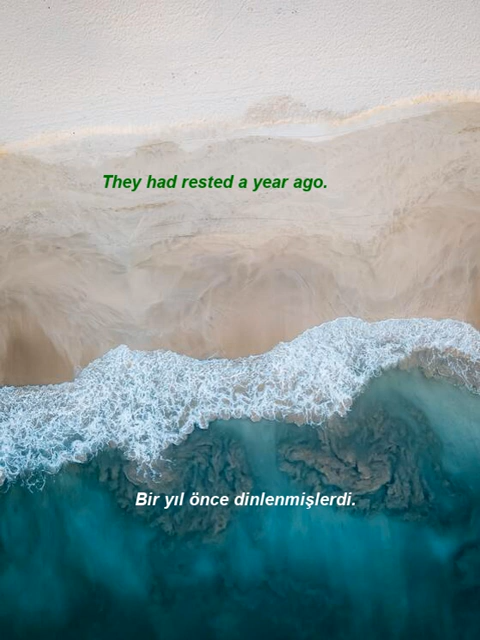 They had rested a year ago.
Bir yıl önce dinlenmişlerdi.